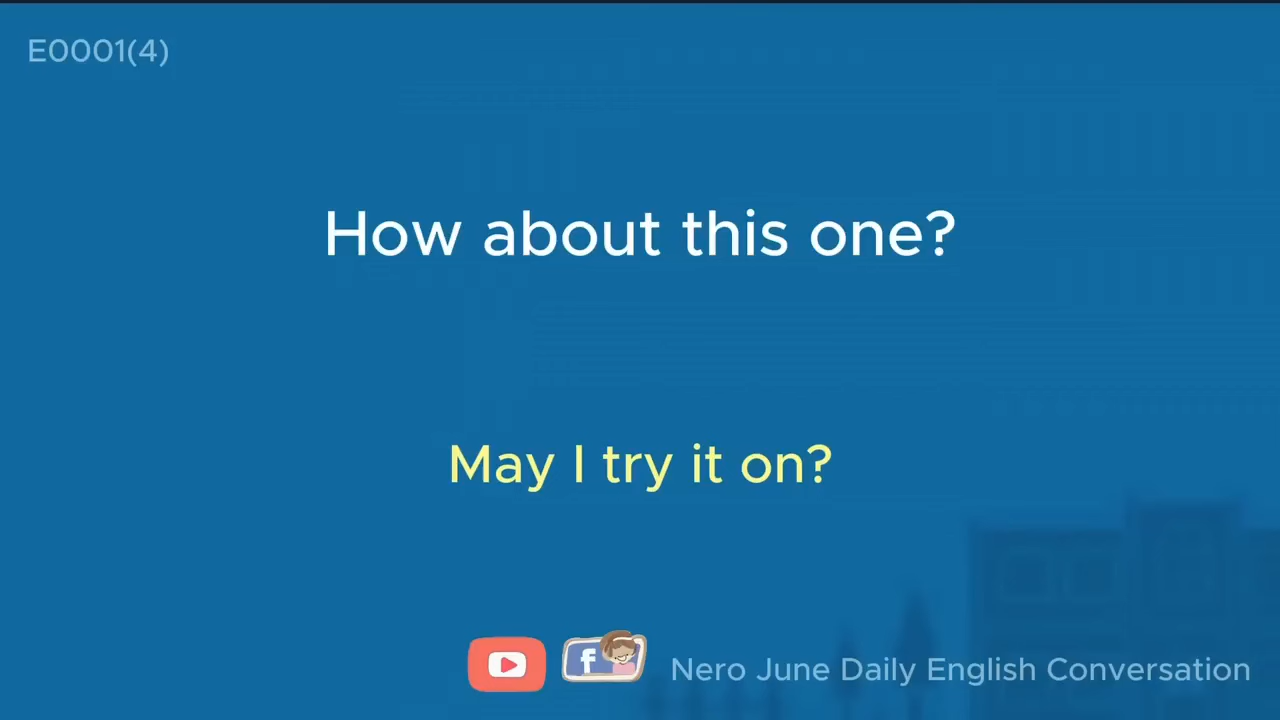 E0001(4)
How about this one?
May I try it on?
f
Nero June Daily English Conversation